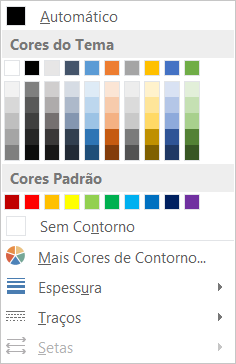 Automático
Cores do Tema
Cores Padrão
Sem Contorno
Mais Cores de Contorno...
Espessura
Traços
Setas